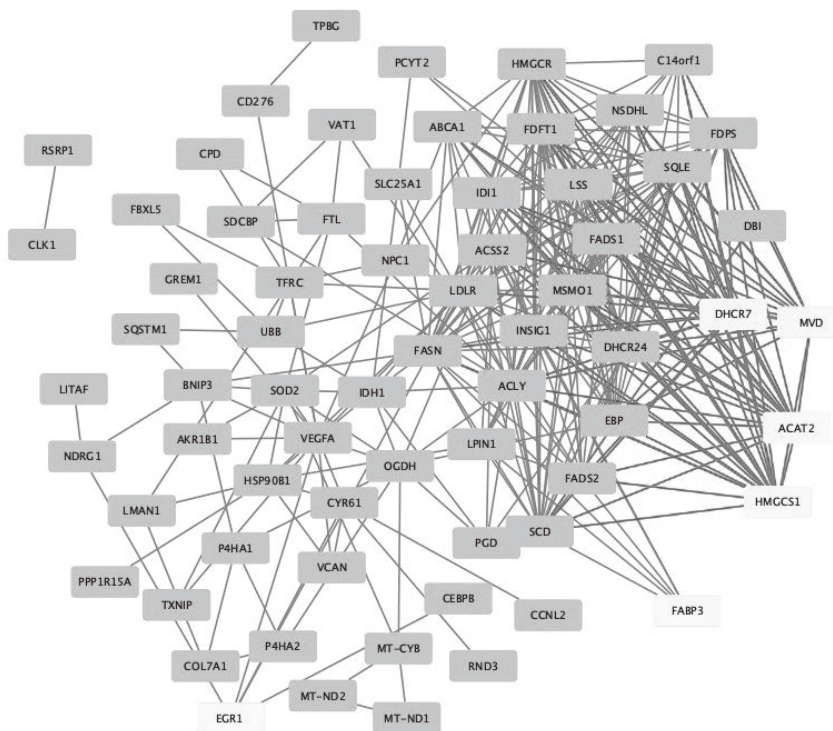 TPBG
PCYT2
HMGCR
C14orf1
CD276
NSDHL
VAT1
ABCA1
FDFT1
FDPS
RSRP1
CPD
SQLE
SLC25A1
IDI1
LSS
FBXL5
SDCBP
FTL
DBI
CLK1
FADS1
ACSS2
NPC1
GREM1
TFRC
LDLR
MSMO1
DHCR7
MVD
SQSTM1
UBB
INSIG1
FASN
DHCR24
LITAF
BNIP3
SOD2
IDH1
ACLY
EBP
ACAT2
AKR1B1
VEGFA
LPIN1
NDRG1
OGDH
HSP90B1
FADS2
CYR61
HMGCS1
LMAN1
SCD
PGD
P4HA1
VCAN
PPP1R15A
CEBPB
TXNIP
CCNL2
FABP3
P4HA2
MT-CYB
COL7A1
RND3
MT-ND2
EGR1
MT-ND1